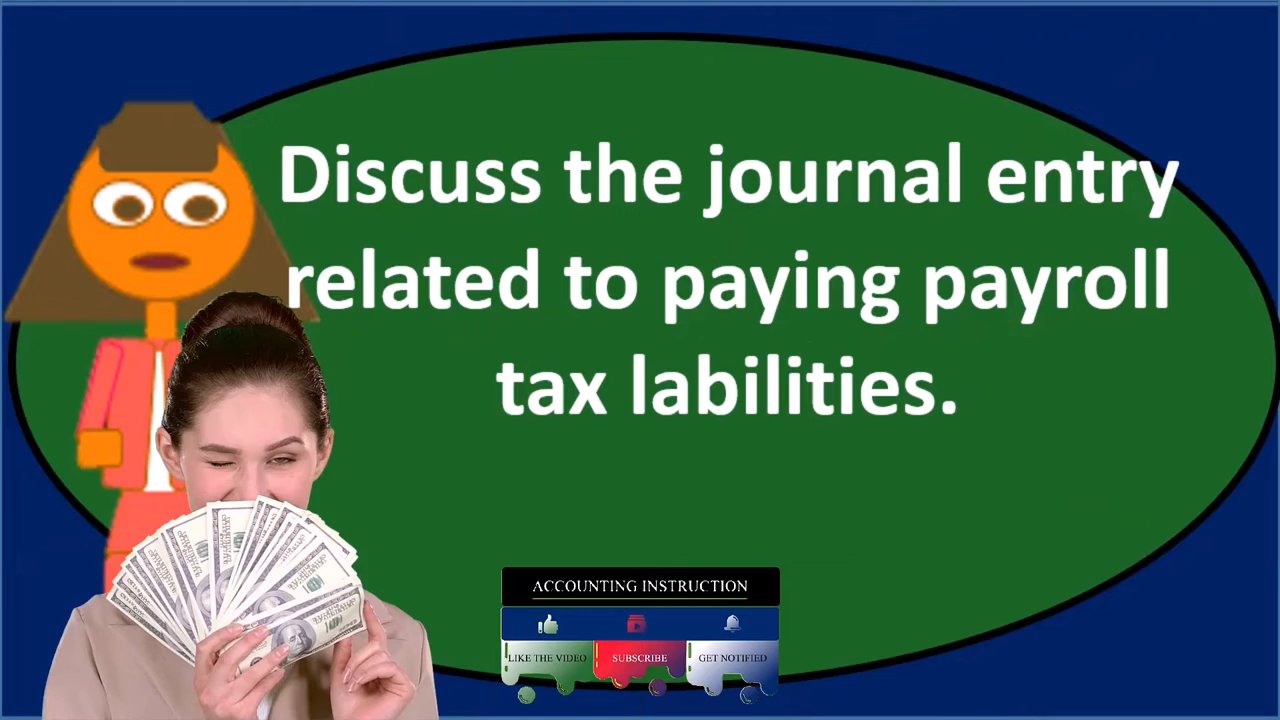 Discuss the journal entry
related to paying payroll
tax labilities.
ACCOUNTING INSTRUCTION
LIKE THE VIDEO
SUBSCRIBE
GET NOTIFIED